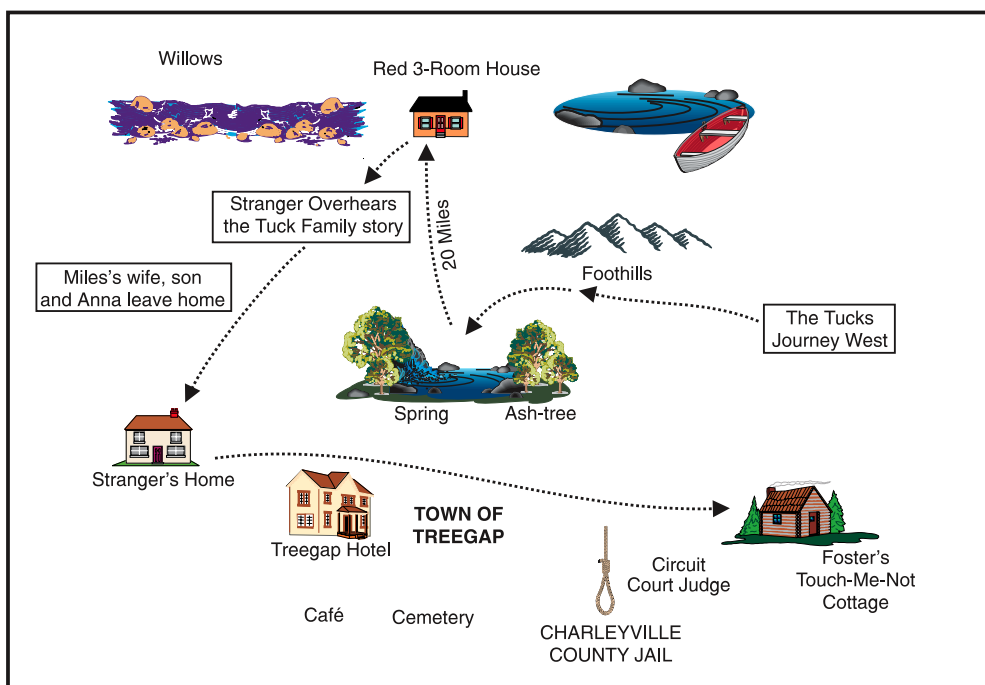 Willows
Red 3-Room House
Stranger Overhears
the Tuck Family story
20 Miles
Miles's wife, son
and Anna leave home
Foothills
The Tucks
Journey West
Spring
Ash-tree
Stranger's Home
Treegap Hotel
TOWN OF
TREEGAP
Circuit
Court Judge
Foster's
Touch-Me-Not
Cottage
Café
Cemetery
CHARLEYVILLE
COUNTY JAIL